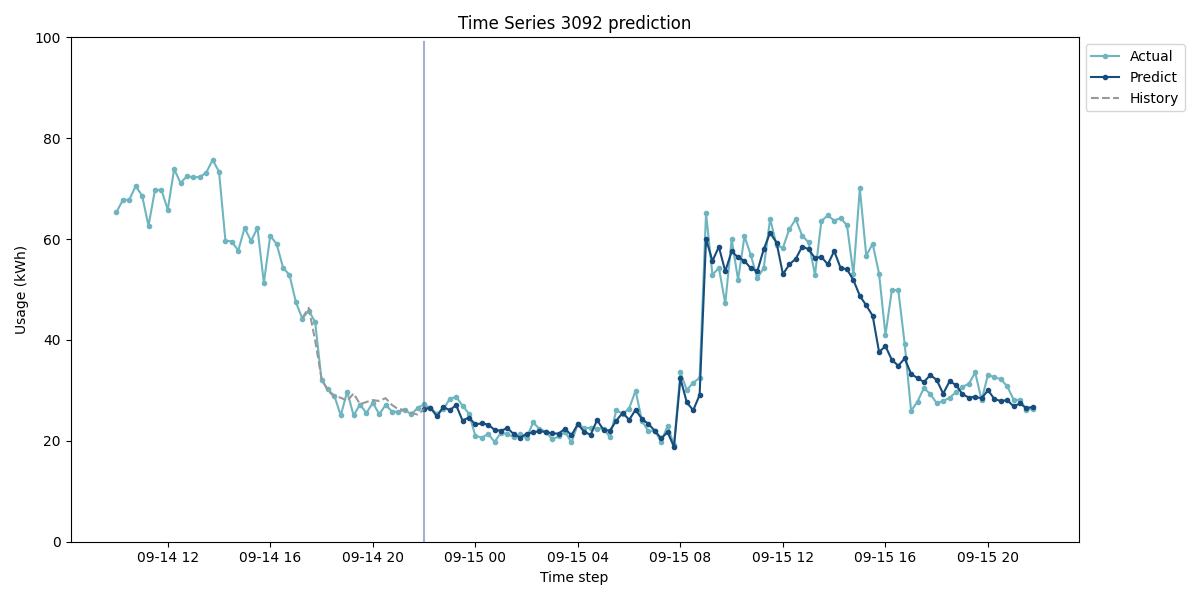 Time Series 3092 prediction
100
80
60
40
20
0
Usage (kWh)
09-14 12
09-14 16
09-14 20
09-15 00
09-15 04
09-15 08
09-15 12
09-15 16
09-15 20
Time step
Actual
Predict
History